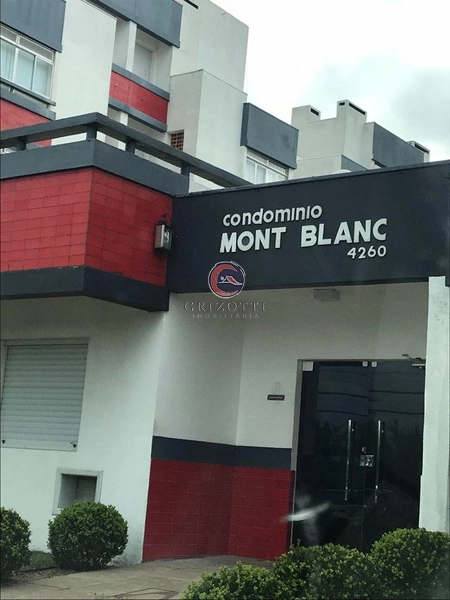 condominio
MONT BLANC
4260
GRIZOTTI
IMOBILIÁRIA